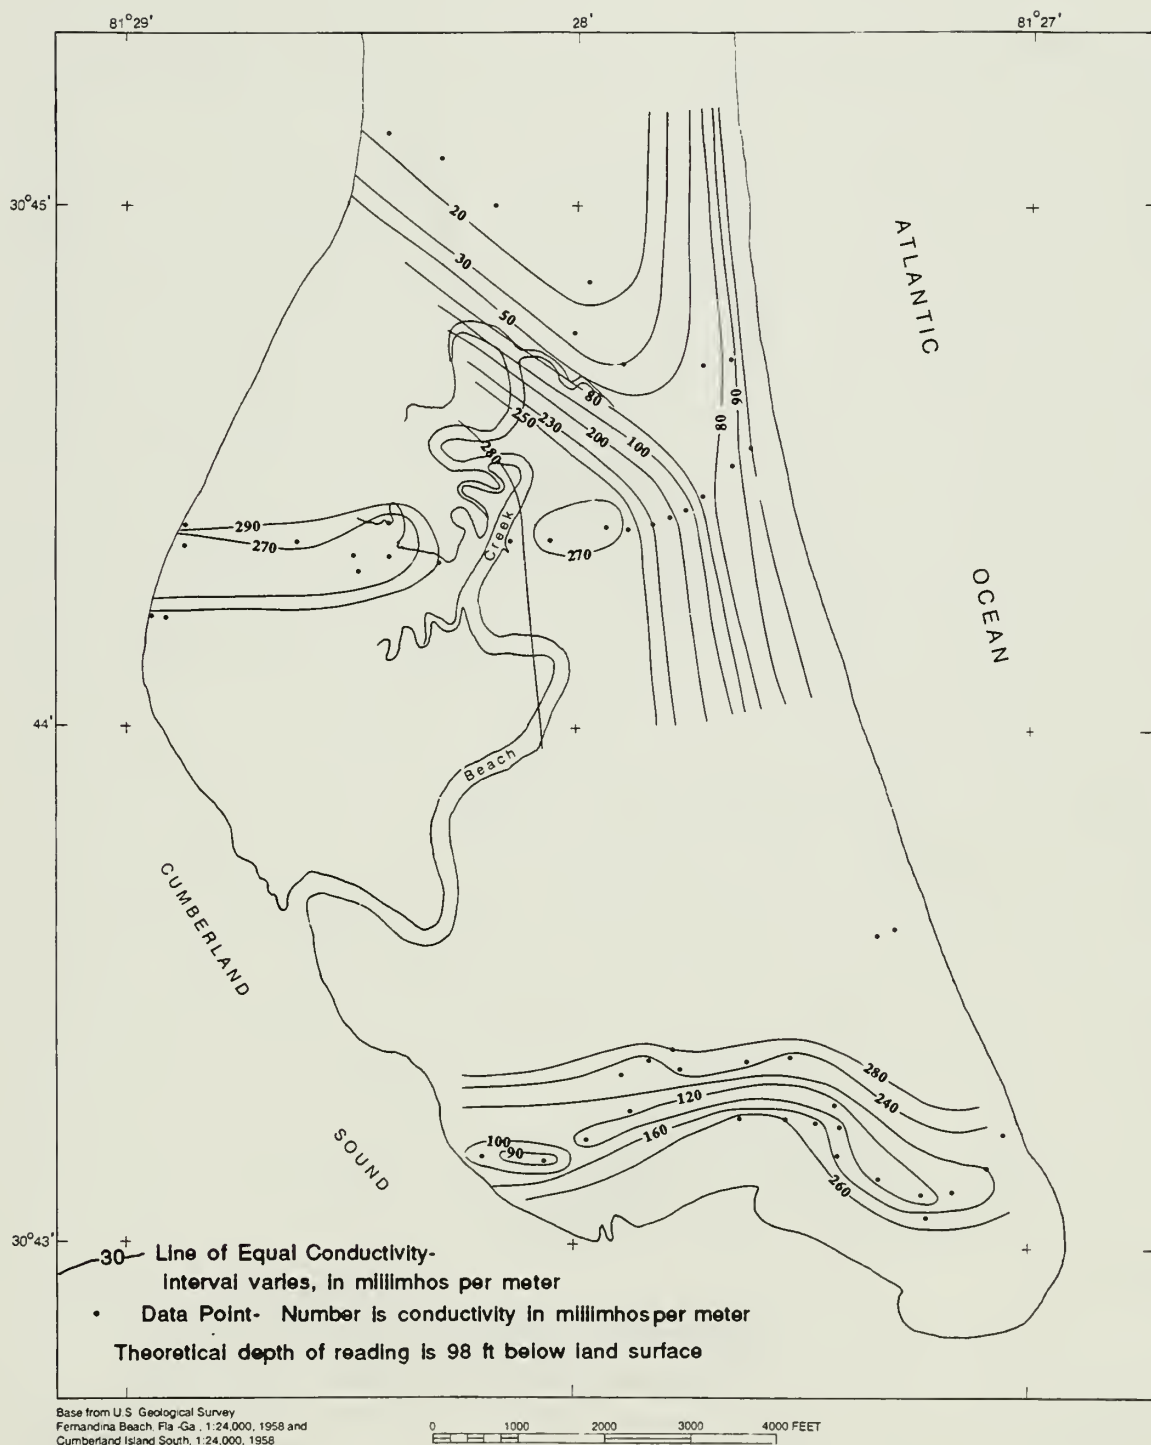 81°29'
28'
81°27'
30°45'
20
30
50
ATLANTIC
80
90
80
250
230
200
100
280
290
270
Creek
270
OCEAN
44'
Beach
CUMBERLAND
280
240
120
160
100
90
260
SOUND
30°43'
30 Line of Equal Conductivity-
interval varies, in millimhos per meter
• Data Point- Number is conductivity in millimhos per meter
Theoretical depth of reading is 98 ft below land surface
Base from U.S. Geological Survey
Fernandina Beach, Fla.-Ga., 1:24,000, 1958 and
Cumberland Island South, 1:24,000, 1958
0 1000 2000 3000 4000 FEET